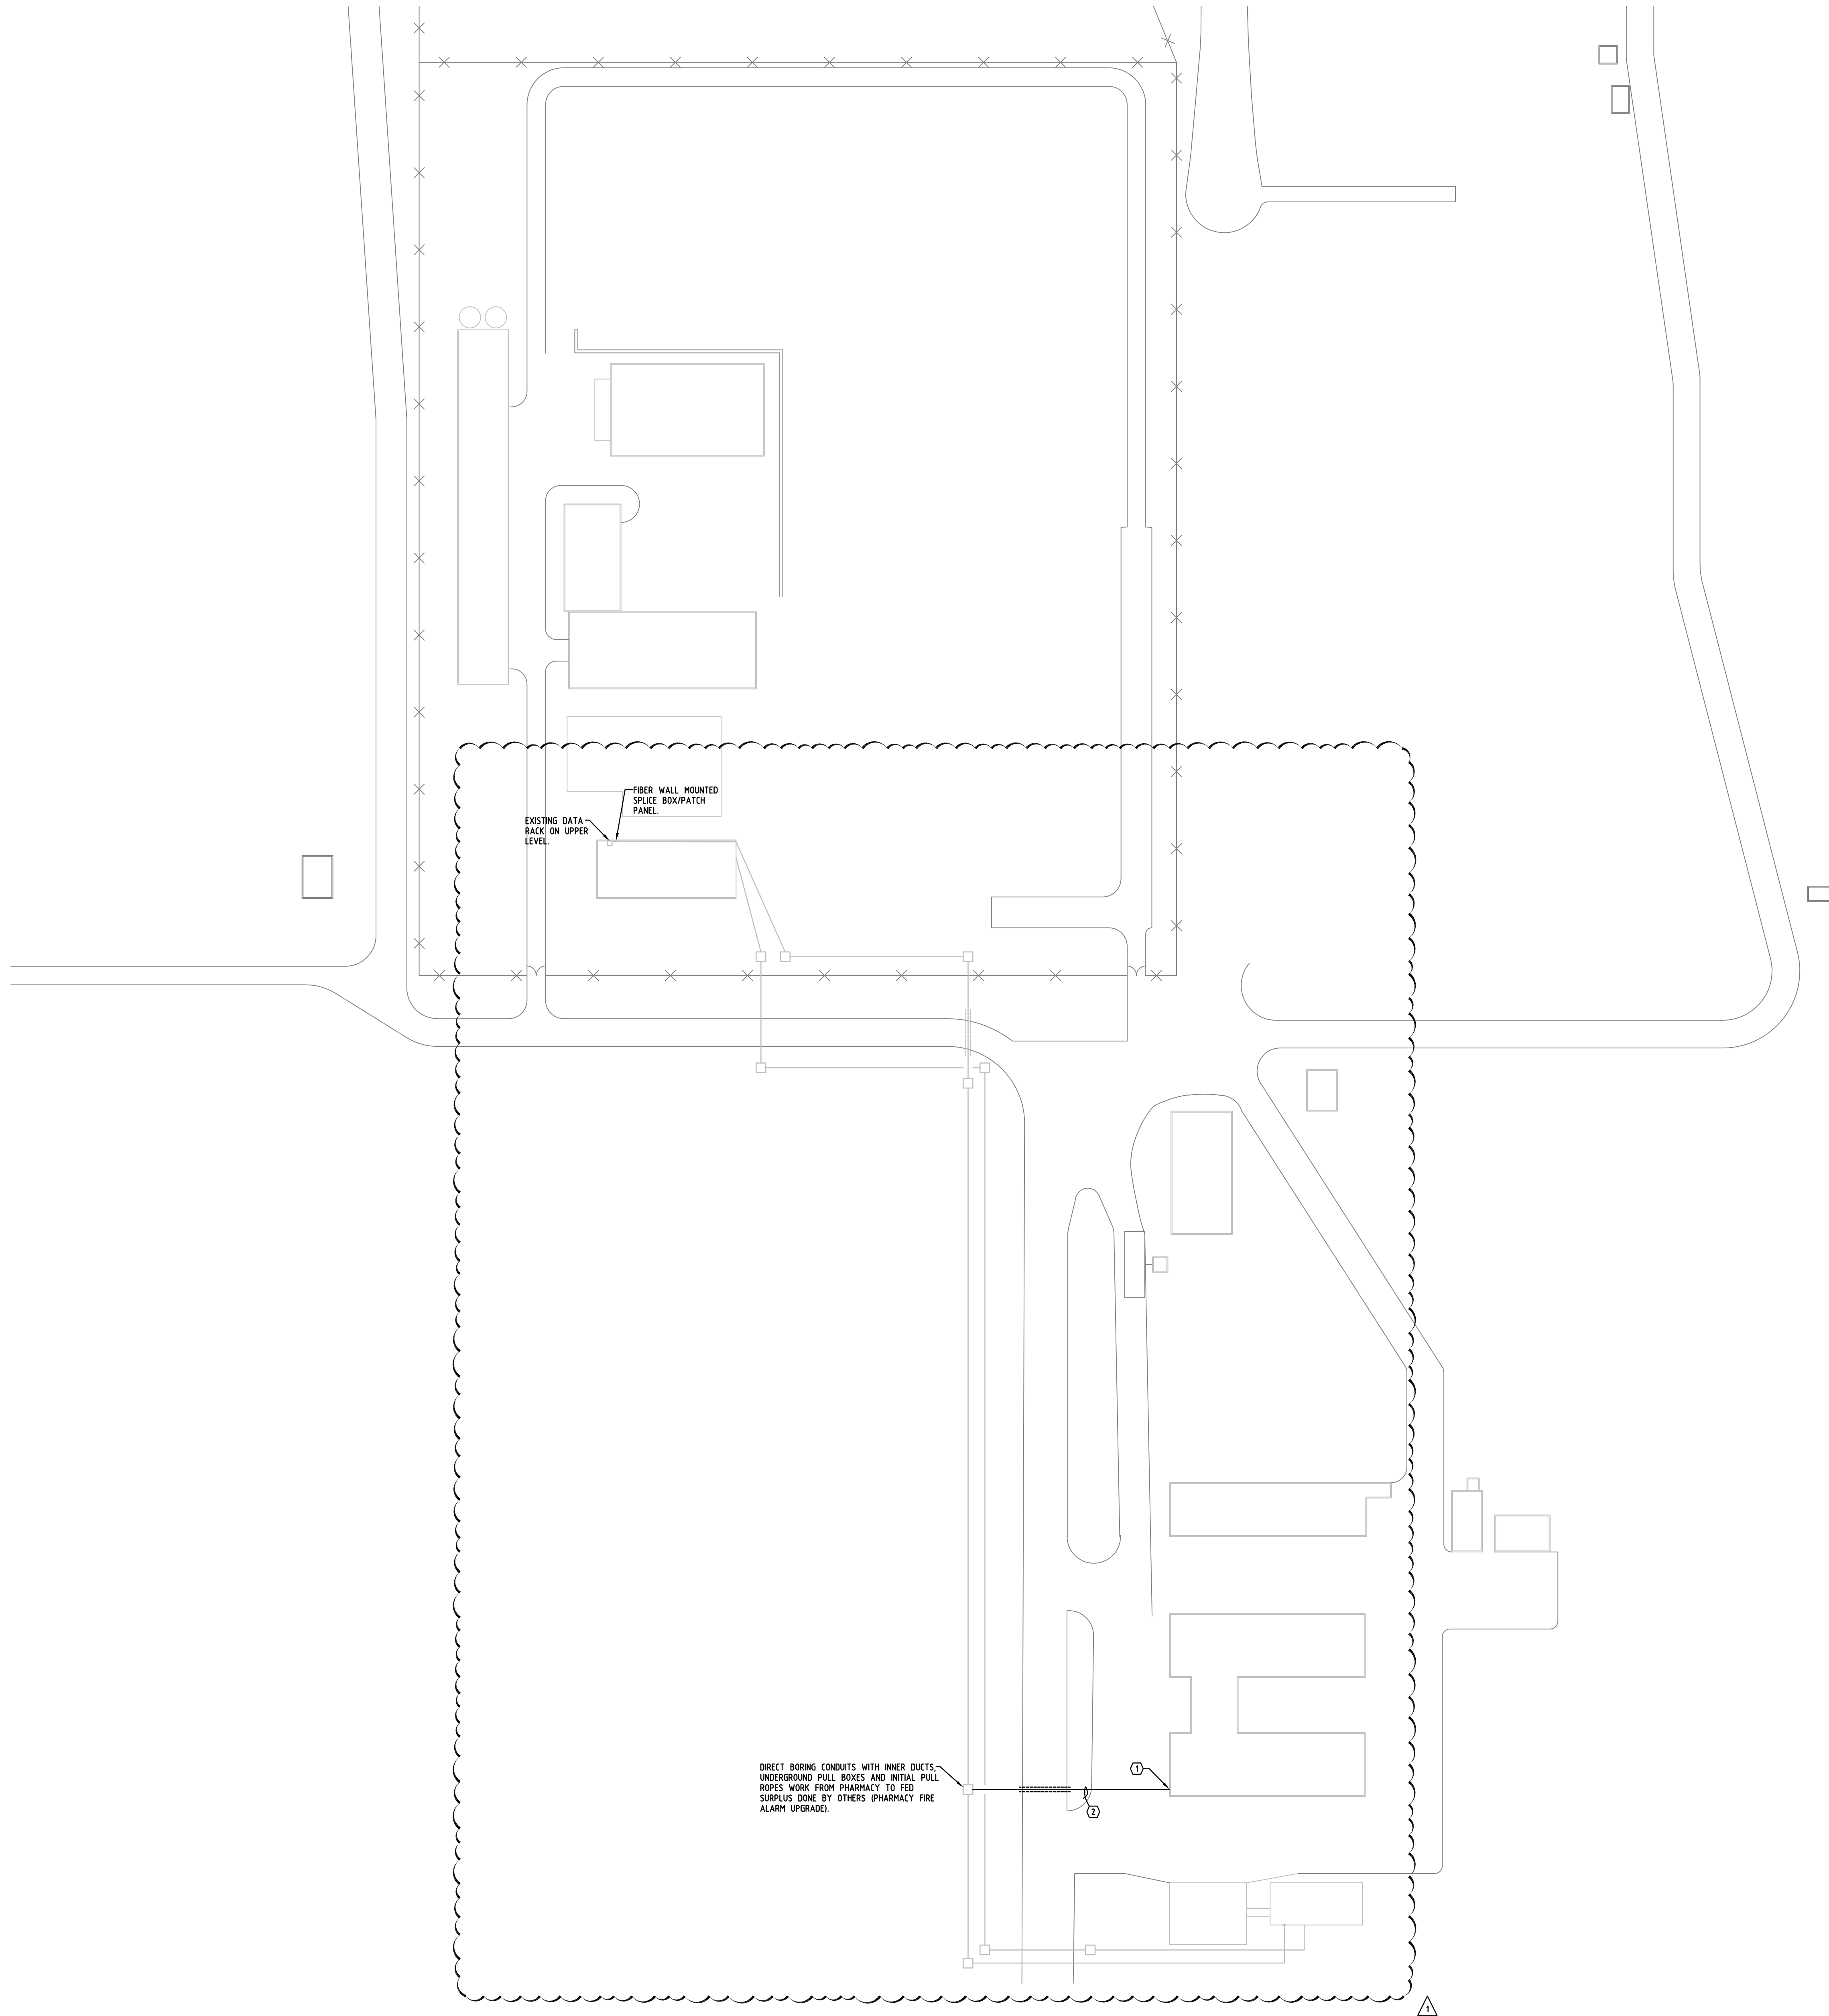 FIBER WALL MOUNTED
SPLICE BOX/PATCH
PANEL.
EXISTING DATA
RACK ON UPPER
LEVEL.
DIRECT BORING CONDUITS WITH INNER DUCTS,
UNDERGROUND PULL BOXES AND INITIAL PULL
ROPES WORK FROM PHARMACY TO FED
SURPLUS DONE BY OTHERS (PHARMACY FIRE
ALARM UPGRADE).
1
2
1